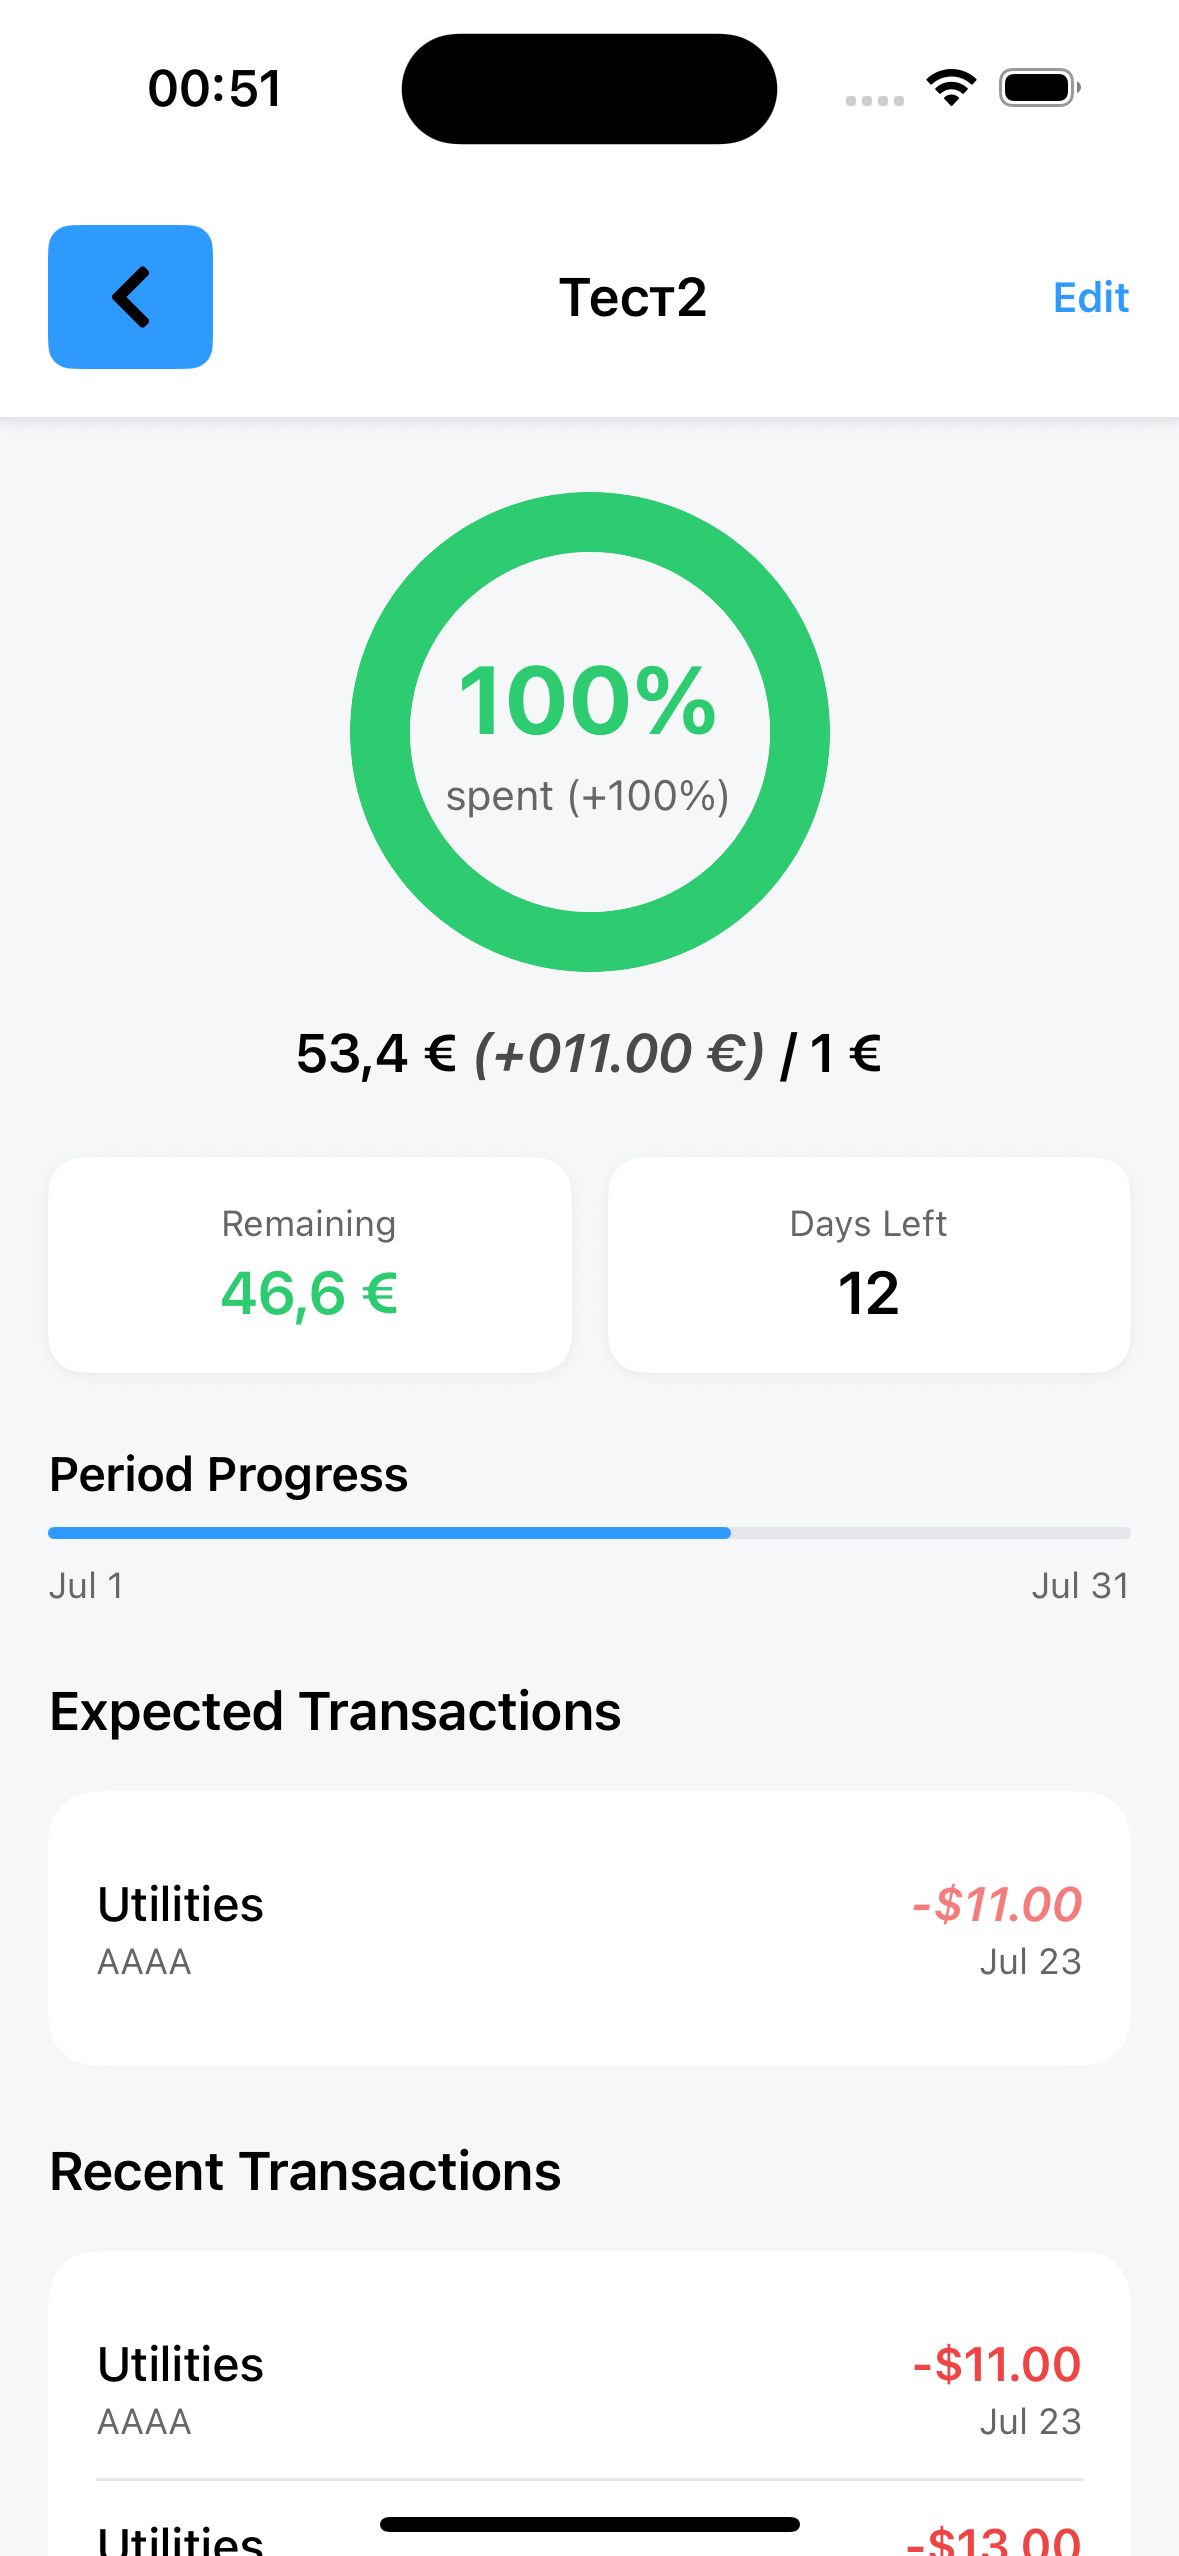 00:51
Тест2
Edit
100%
spent (+100%)
53,4 € (+011.00 €) / 1 €
Remaining
Days Left
46,6 €
12
Period Progress
Jul 1
Jul 31
Expected Transactions
Utilities
-$11.00
AAAA
Jul 23
Recent Transactions
Utilities
-$11.00
AAAA
Jul 23
Utilities
-$13.00